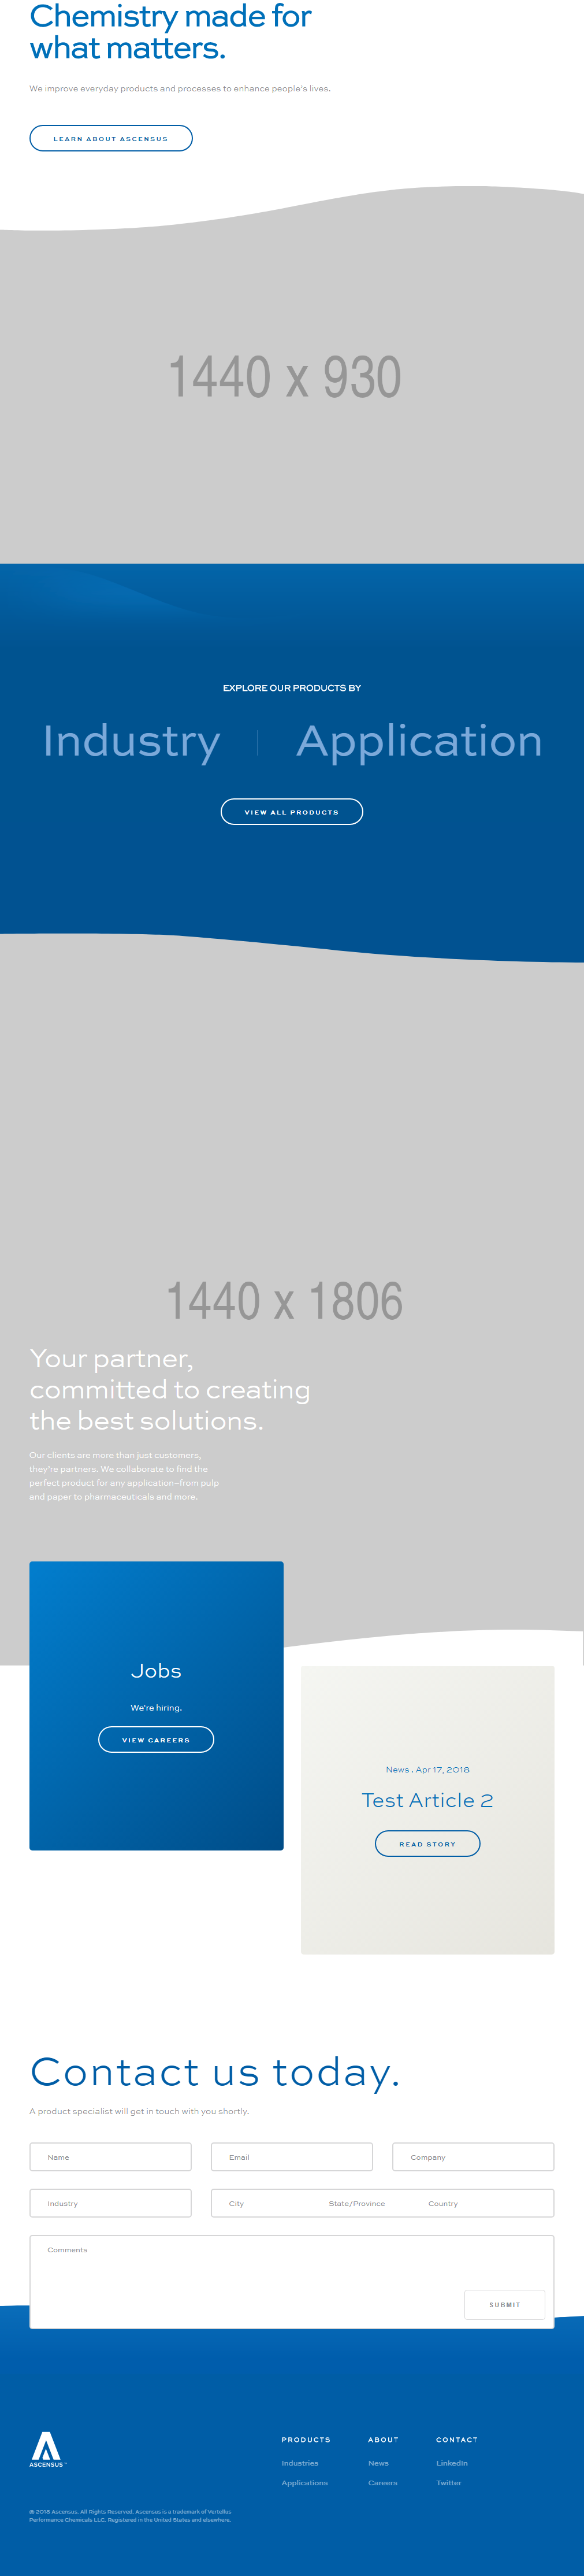 Chemistry made for
what matters.
We improve everyday products and processes to enhance people's lives.
LEARN ABOUT ASCENSUS
1440 x 930
EXPLORE OUR PRODUCTS BY
Industry | Application
VIEW ALL PRODUCTS
1440 x 1806
Your partner,
committed to creating
the best solutions.
Our clients are more than just customers,
they're partners. We collaborate to find the
perfect product for any application–from pulp
and paper to pharmaceuticals and more.
Jobs
We're hiring.
VIEW CAREERS
News . Apr 17, 2018
Test Article 2
READ STORY
Contact us today.
A product specialist will get in touch with you shortly.
Name Email Company
Industry City State/Province Country
Comments
SUBMIT
ASCENSUS™
PRODUCTS ABOUT CONTACT
Industries News LinkedIn
Applications Careers Twitter
© 2018 Ascensus. All Rights Reserved. Ascensus is a trademark of Vertellus
Performance Chemicals LLC. Registered in the United States and elsewhere.